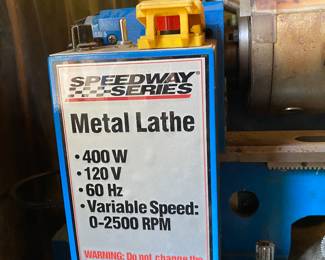 SPEEDWAY
SERIES
Metal Lathe
• 400 W
• 120 V
• 60 Hz
• Variable Speed:
0-2500 RPM
WARNING: Do not change the